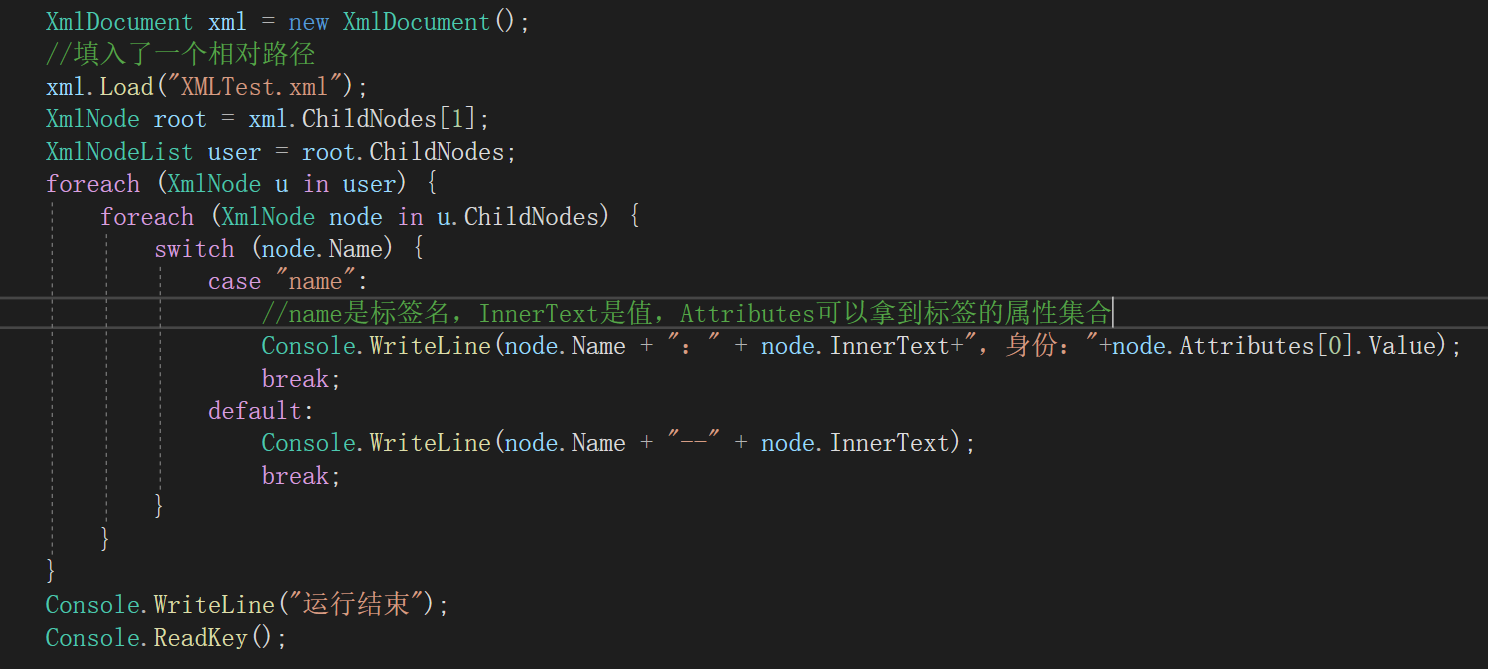 XmlDocument xml = new XmlDocument();
//填入了一个相对路径
xml.Load("XMLTest.xml");
XmlNode root = xml.ChildNodes[1];
XmlNodeList user = root.ChildNodes;
foreach (XmlNode u in user) {
foreach (XmlNode node in u.ChildNodes) {
switch (node.Name) {
case "name":
//name是标签名，InnerText是值，Attributes可以拿到标签的属性集合
Console.WriteLine(node.Name + "：" + node.InnerText+"，身份："+node.Attributes[0].Value);
break;
default:
Console.WriteLine(node.Name + "--" + node.InnerText);
break;
}
}
}
Console.WriteLine("运行结束");
Console.ReadKey();